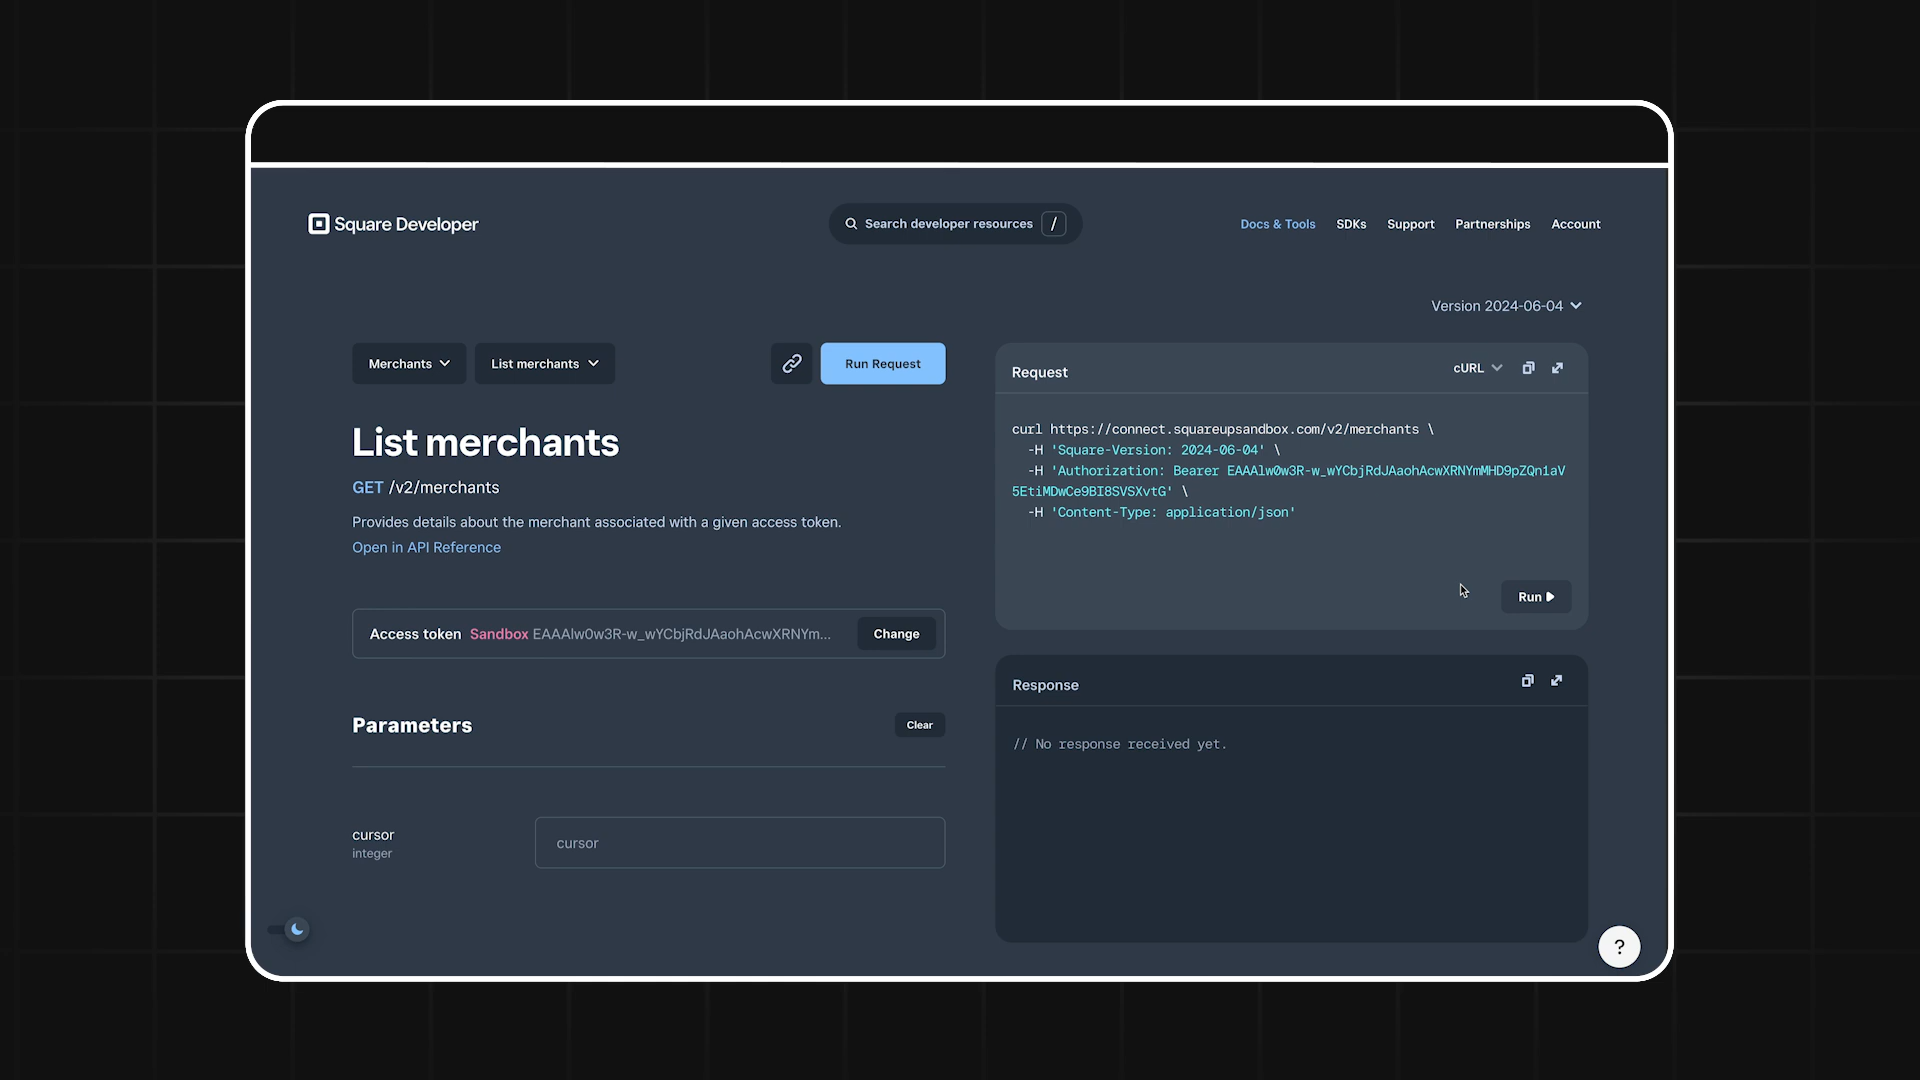 Square Developer
Search developer resources /
Docs & Tools
SDKs
Support
Partnerships
Account
Version 2024-06-04
Merchants
List merchants
Run Request
List merchants
GET /v2/merchants
Provides details about the merchant associated with a given access token.
Open in API Reference
Access token Sandbox EAAAlw0w3R-w_wYCbjRdJAaohAcwXRNYm...
Change
Parameters
Clear
cursor
integer
cursor
Request
cURL
curl https://connect.squareupsandbox.com/v2/merchants \
-H 'Square-Version: 2024-06-04' \
-H 'Authorization: Bearer EAAAlw0w3R-w_wYCbjRdJAaohAcwXRNYmMHD9pZQn1aV
5EtiMDwCe9BI8SVSXvtG' \
-H 'Content-Type: application/json'
Run
Response
// No response received yet.
?